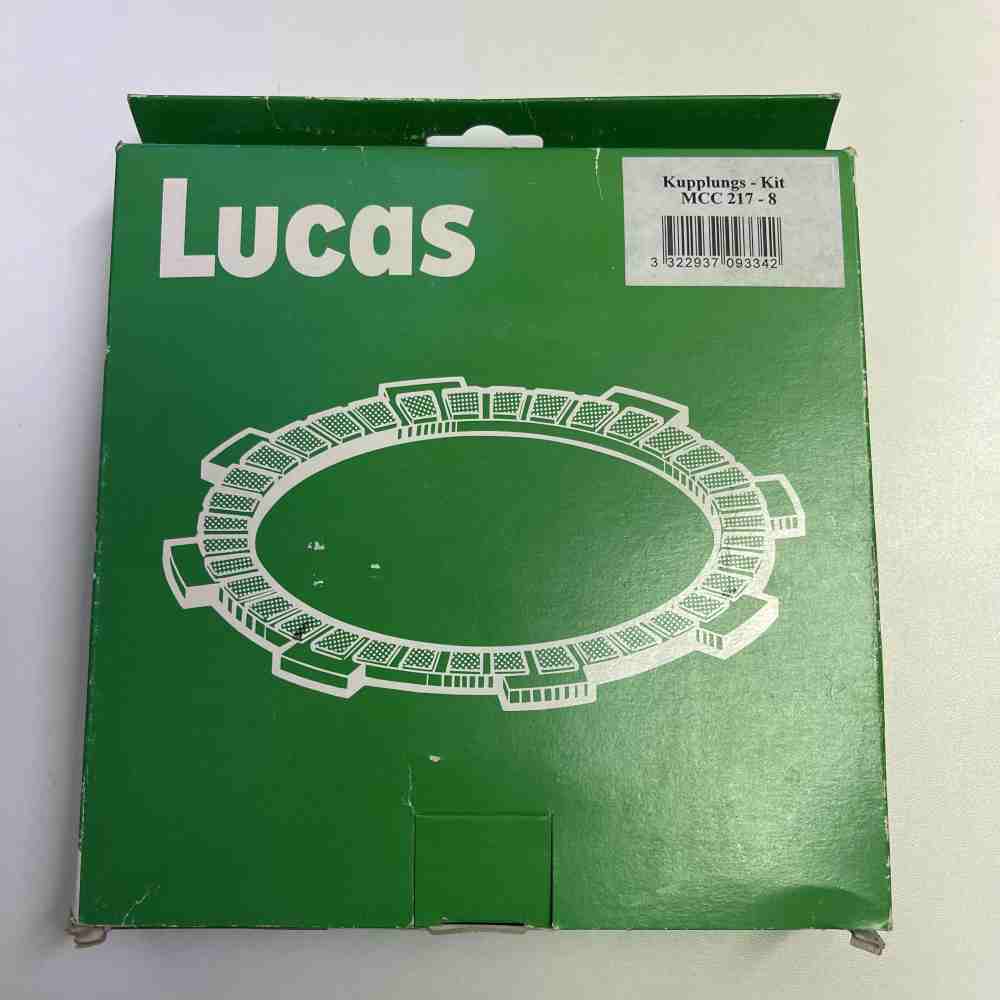 Lucas
Kupplungs - Kit
MCC 217 - 8
3 322937 093342